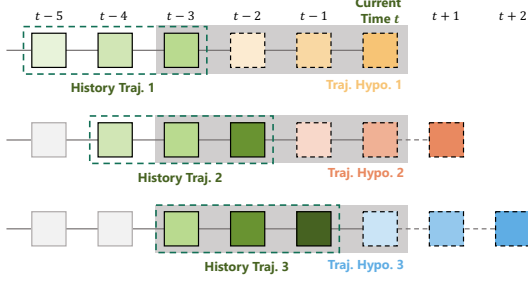 Current
t − 5 t − 4 t − 3 t − 2 t − 1 Time t t + 1 t + 2
History Traj. 1 Traj. Hypo. 1
History Traj. 2 Traj. Hypo. 2
History Traj. 3 Traj. Hypo. 3